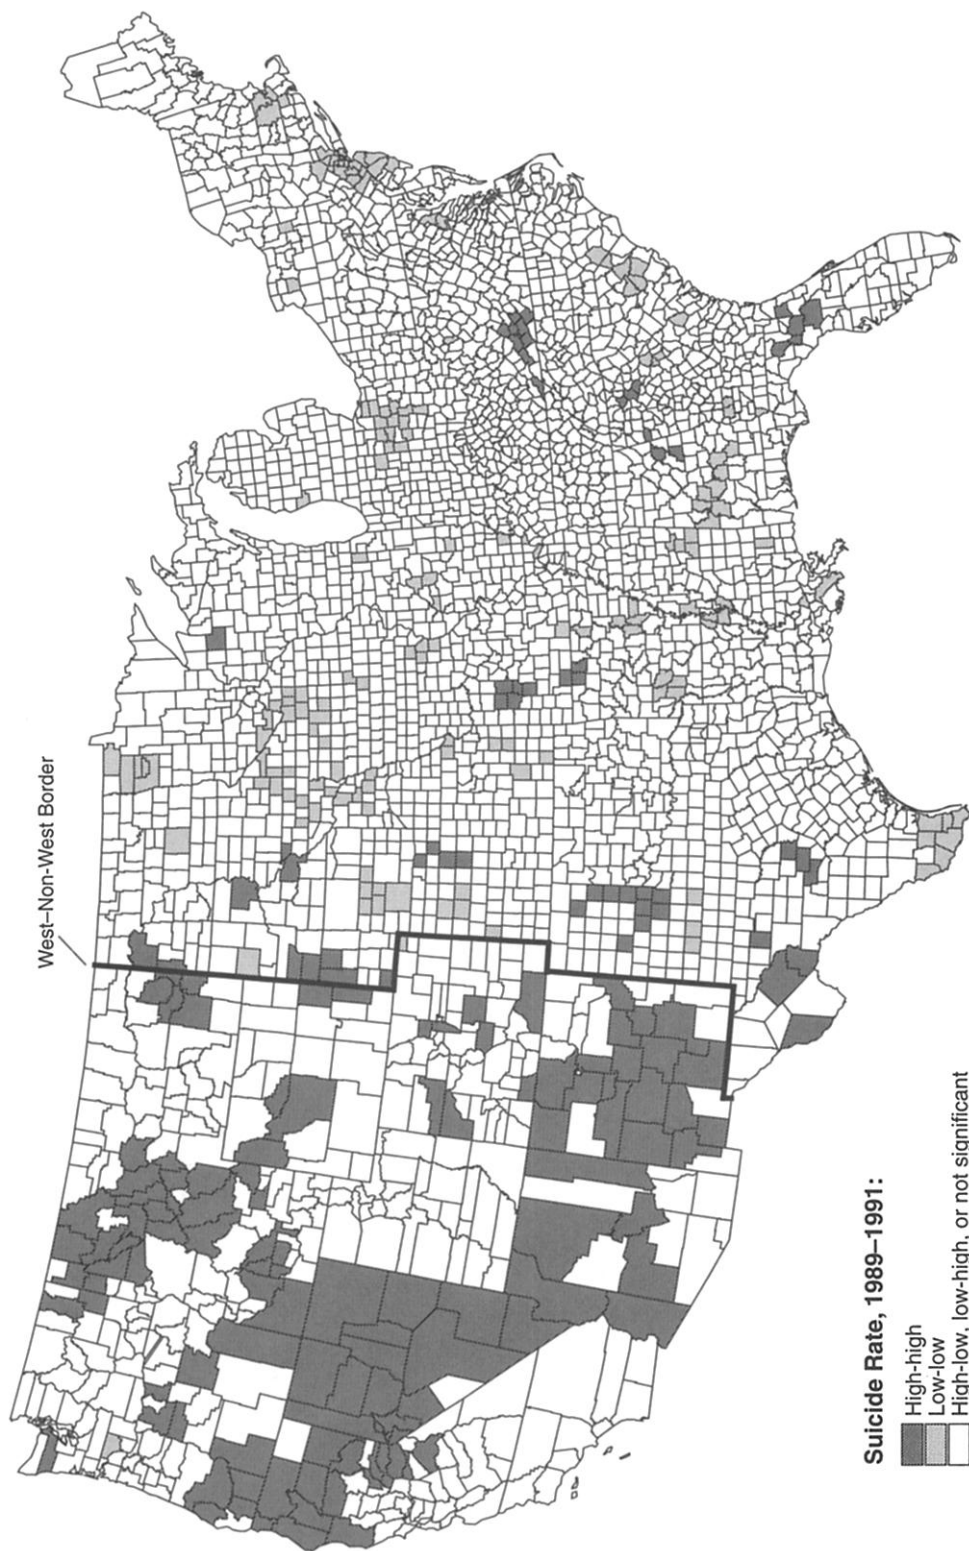 West–Non-West Border
Suicide Rate, 1989–1991:
High-high
Low-low
High-low, low-high, or not significant